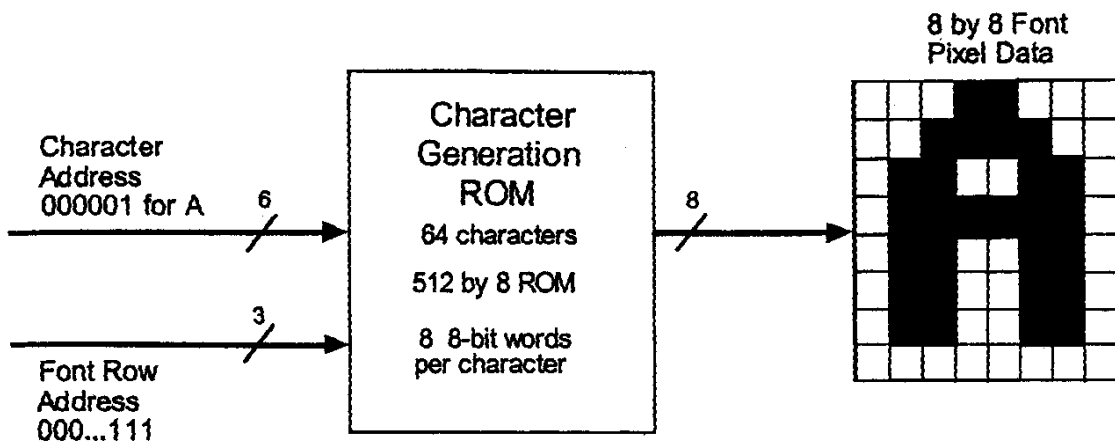 8 by 8 Font
Pixel Data
Character
Address
000001 for A
6
Character
Generation
ROM
64 characters
512 by 8 ROM
8 8-bit words
per character
8
3
Font Row
Address
000...111